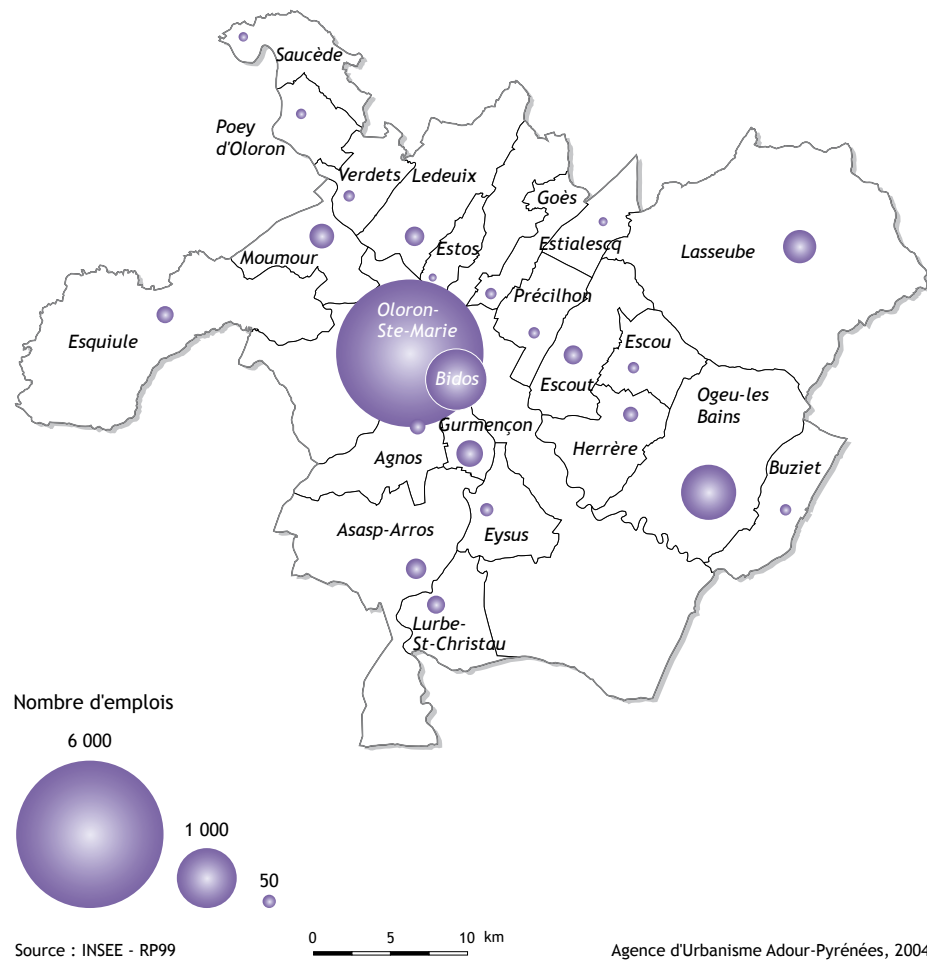 Saucède
Poey
d'Oloron
Verdets
Ledeuix
Goès
Moumour
Estos
Estialescq
Lasseube
Esquiule
Oloron-
Ste-Marie
Précilhon
Bidos
Escout
Escou
Ogeu-les
Bains
Gurmençon
Agnos
Herrère
Buziet
Asasp-Arros
Eysus
Lurbe-
St-Christau
Nombre d'emplois
6 000
1 000
50
Source : INSEE - RP99
0 5 10 km
Agence d'Urbanisme Adour-Pyrénées, 2004